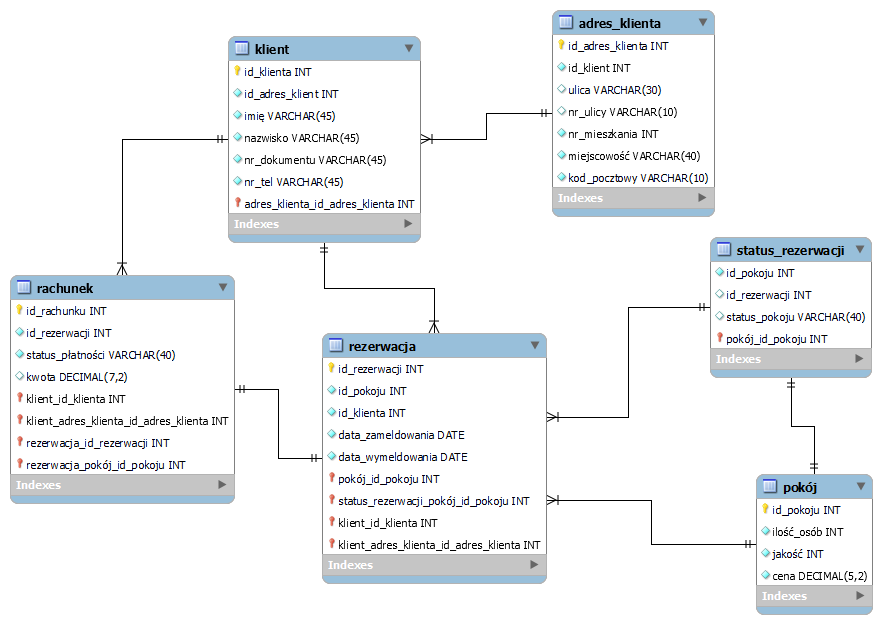 klient
id_klienta INT
id_adres_klient INT
imię VARCHAR(45)
nazwisko VARCHAR(45)
nr_dokumentu VARCHAR(45)
nr_tel VARCHAR(45)
adres_klienta_id_adres_klienta INT
Indexes
adres_klienta
id_adres_klienta INT
id_klient INT
ulica VARCHAR(30)
nr_ulicy VARCHAR(10)
nr_mieszkania INT
miejscowość VARCHAR(40)
kod_pocztowy VARCHAR(10)
Indexes
rachunek
id_rachunku INT
id_rezerwacji INT
status_płatności VARCHAR(40)
kwota DECIMAL(7,2)
klient_id_klienta INT
klient_adres_klienta_id_adres_klienta INT
rezerwacja_id_rezerwacji INT
rezerwacja_pokój_id_pokoju INT
Indexes
rezerwacja
id_rezerwacji INT
id_pokoju INT
id_klienta INT
data_zameldowania DATE
data_wymeldowania DATE
pokój_id_pokoju INT
status_rezerwacji_pokój_id_pokoju INT
klient_id_klienta INT
klient_adres_klienta_id_adres_klienta INT
Indexes
status_rezerwacji
id_pokoju INT
id_rezerwacji INT
status_pokoju VARCHAR(40)
pokój_id_pokoju INT
Indexes
pokój
id_pokoju INT
ilość_osób INT
jakość INT
cena DECIMAL(5,2)
Indexes